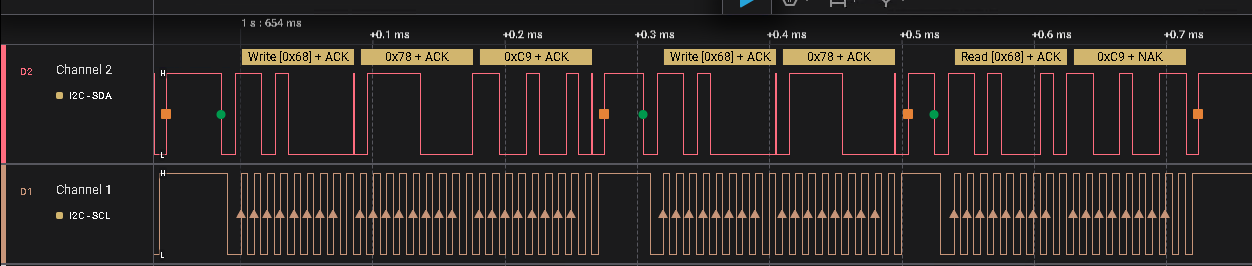 1 s : 654 ms
+0.1 ms +0.2 ms +0.3 ms +0.4 ms +0.5 ms +0.6 ms +0.7 ms
Write [0x68] + ACK 0x78 + ACK 0xC9 + ACK Write [0x68] + ACK 0x78 + ACK Read [0x68] + ACK 0xC9 + NAK
D2 Channel 2 H
I2C - SDA
L
D1 Channel 1 H
I2C - SCL
L